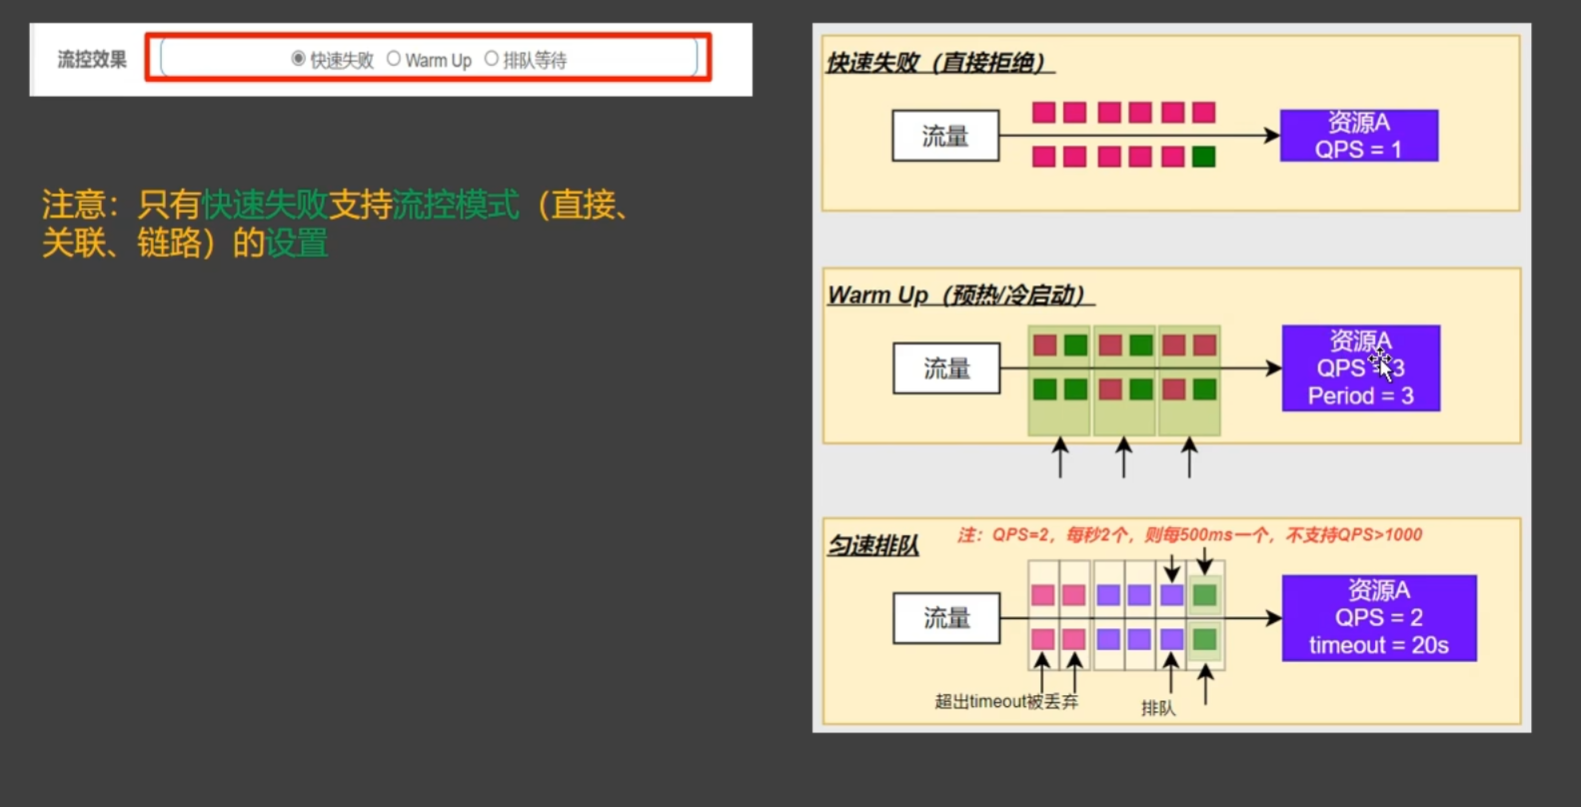 流控效果 快速失败 Warm Up 排队等待
注意：只有快速失败支持流控模式（直接、
关联、链路）的设置
快速失败（直接拒绝）
流量
资源A
QPS = 1
Warm Up（预热/冷启动）
流量
资源A
QPS = 3
Period = 3
匀速排队
注：QPS=2，每秒2个，则每500ms一个，不支持QPS>1000
流量
资源A
QPS = 2
timeout = 20s
超出timeout被丢弃
排队